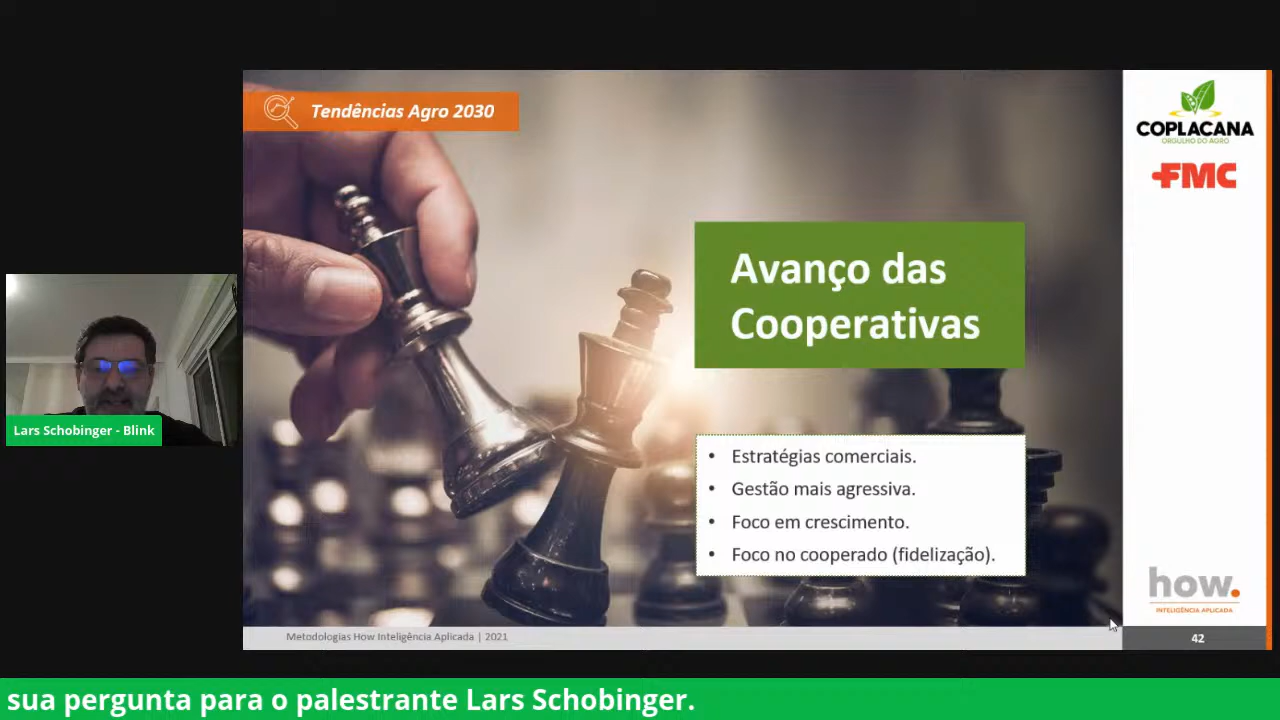 Tendências Agro 2030
COPLACANA
ORGULHO DO AGRO
FMC
Avanço das
Cooperativas
• Estratégias comerciais.
• Gestão mais agressiva.
• Foco em crescimento.
• Foco no cooperado (fidelização).
Lars Schobinger - Blink
how.
INTELIGÊNCIA APLICADA
Metodologias How Inteligência Aplicada | 2021
42
sua pergunta para o palestrante Lars Schobinger.